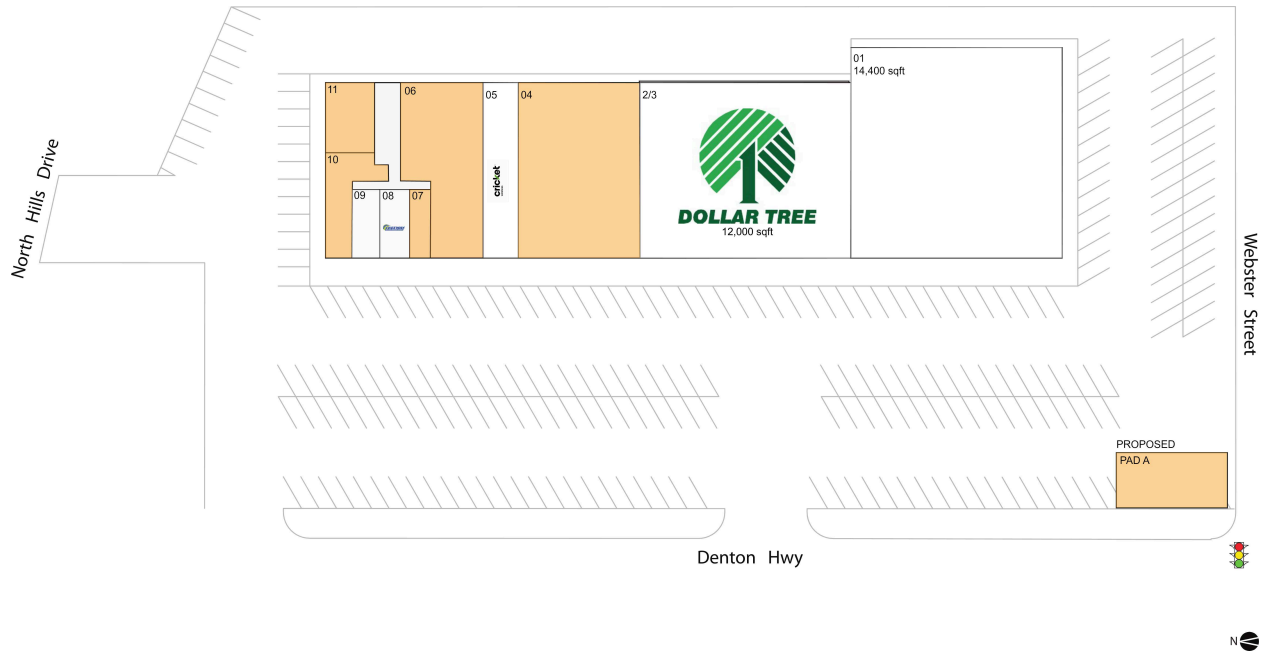 01
14,400 sqft
11
06
05
04
2/3
10
09
08
07
cricket
DOLLAR TREE
12,000 sqft
North Hills Drive
Webster Street
PROPOSED
PAD A
Denton Hwy
N